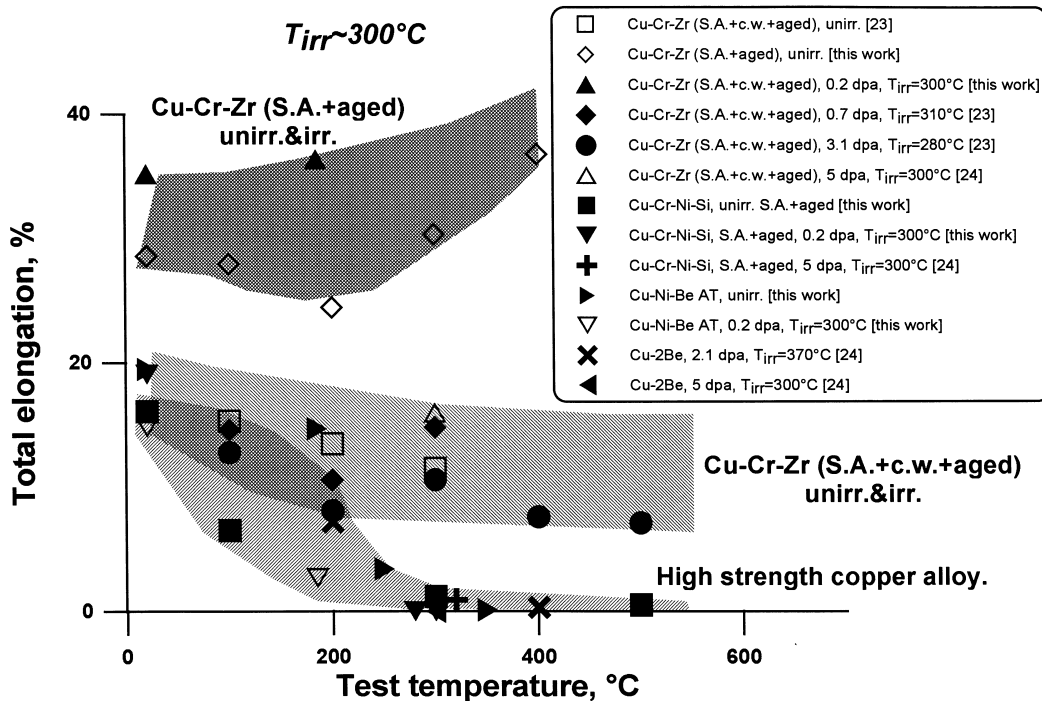 T_irr~300°C
Cu-Cr-Zr (S.A.+c.w.+aged), unirr. [23]
Cu-Cr-Zr (S.A.+aged), unirr. [this work]
Cu-Cr-Zr (S.A.+c.w.+aged), 0.2 dpa, T_irr=300°C [this work]
Cu-Cr-Zr (S.A.+c.w.+aged), 0.7 dpa, T_irr=310°C [23]
Cu-Cr-Zr (S.A.+c.w.+aged), 3.1 dpa, T_irr=280°C [23]
Cu-Cr-Zr (S.A.+c.w.+aged), 5 dpa, T_irr=300°C [24]
Cu-Cr-Ni-Si, unirr. S.A.+aged [this work]
Cu-Cr-Ni-Si, S.A.+aged, 0.2 dpa, T_irr=300°C [this work]
Cu-Cr-Ni-Si, S.A.+aged, 5 dpa, T_irr=300°C [24]
Cu-Ni-Be AT, unirr. [this work]
Cu-Ni-Be AT, 0.2 dpa, T_irr=300°C [this work]
Cu-2Be, 2.1 dpa, T_irr=370°C [24]
Cu-2Be, 5 dpa, T_irr=300°C [24]
Cu-Cr-Zr (S.A.+aged)
unirr.&irr.
Cu-Cr-Zr (S.A.+c.w.+aged)
unirr.&irr.
High strength copper alloy.
Total elongation, %
40
20
0
0
200
400
600
Test temperature, °C